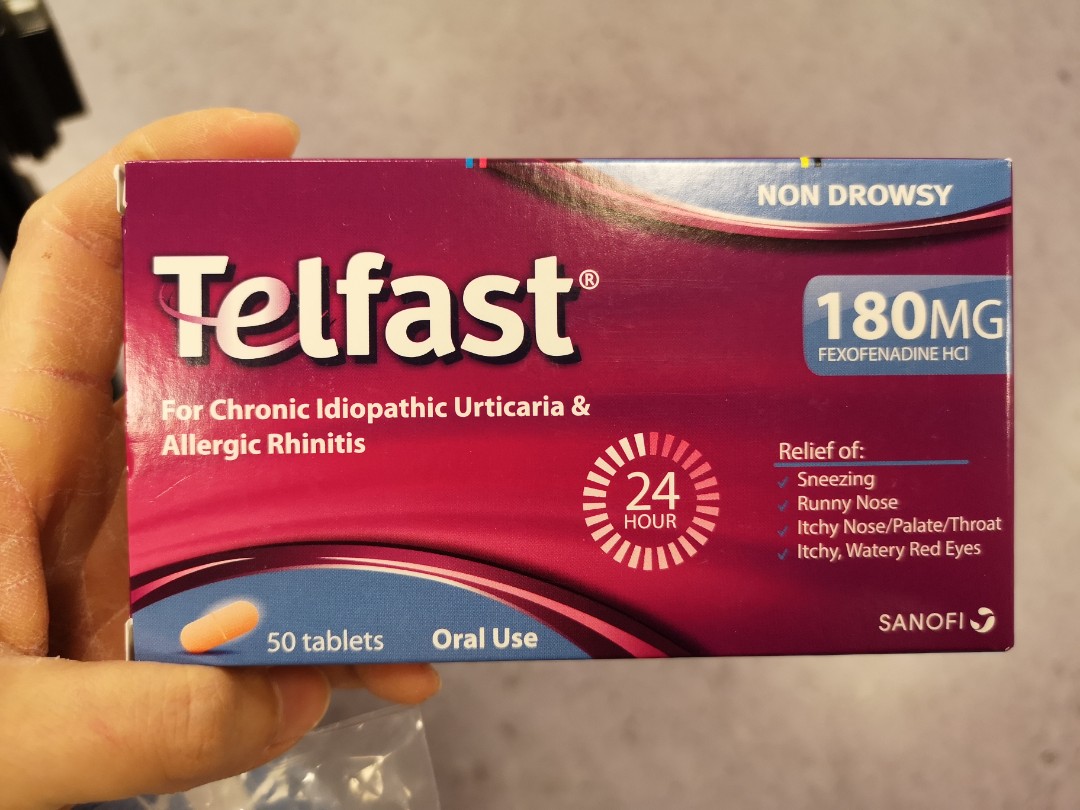 NON DROWSY
Telfast®
180MG
FEXOFENADINE HCl
For Chronic Idiopathic Urticaria &
Allergic Rhinitis
24
HOUR
Relief of:
Sneezing
Runny Nose
Itchy Nose/Palate/Throat
Itchy, Watery Red Eyes
50 tablets
Oral Use
SANOFI